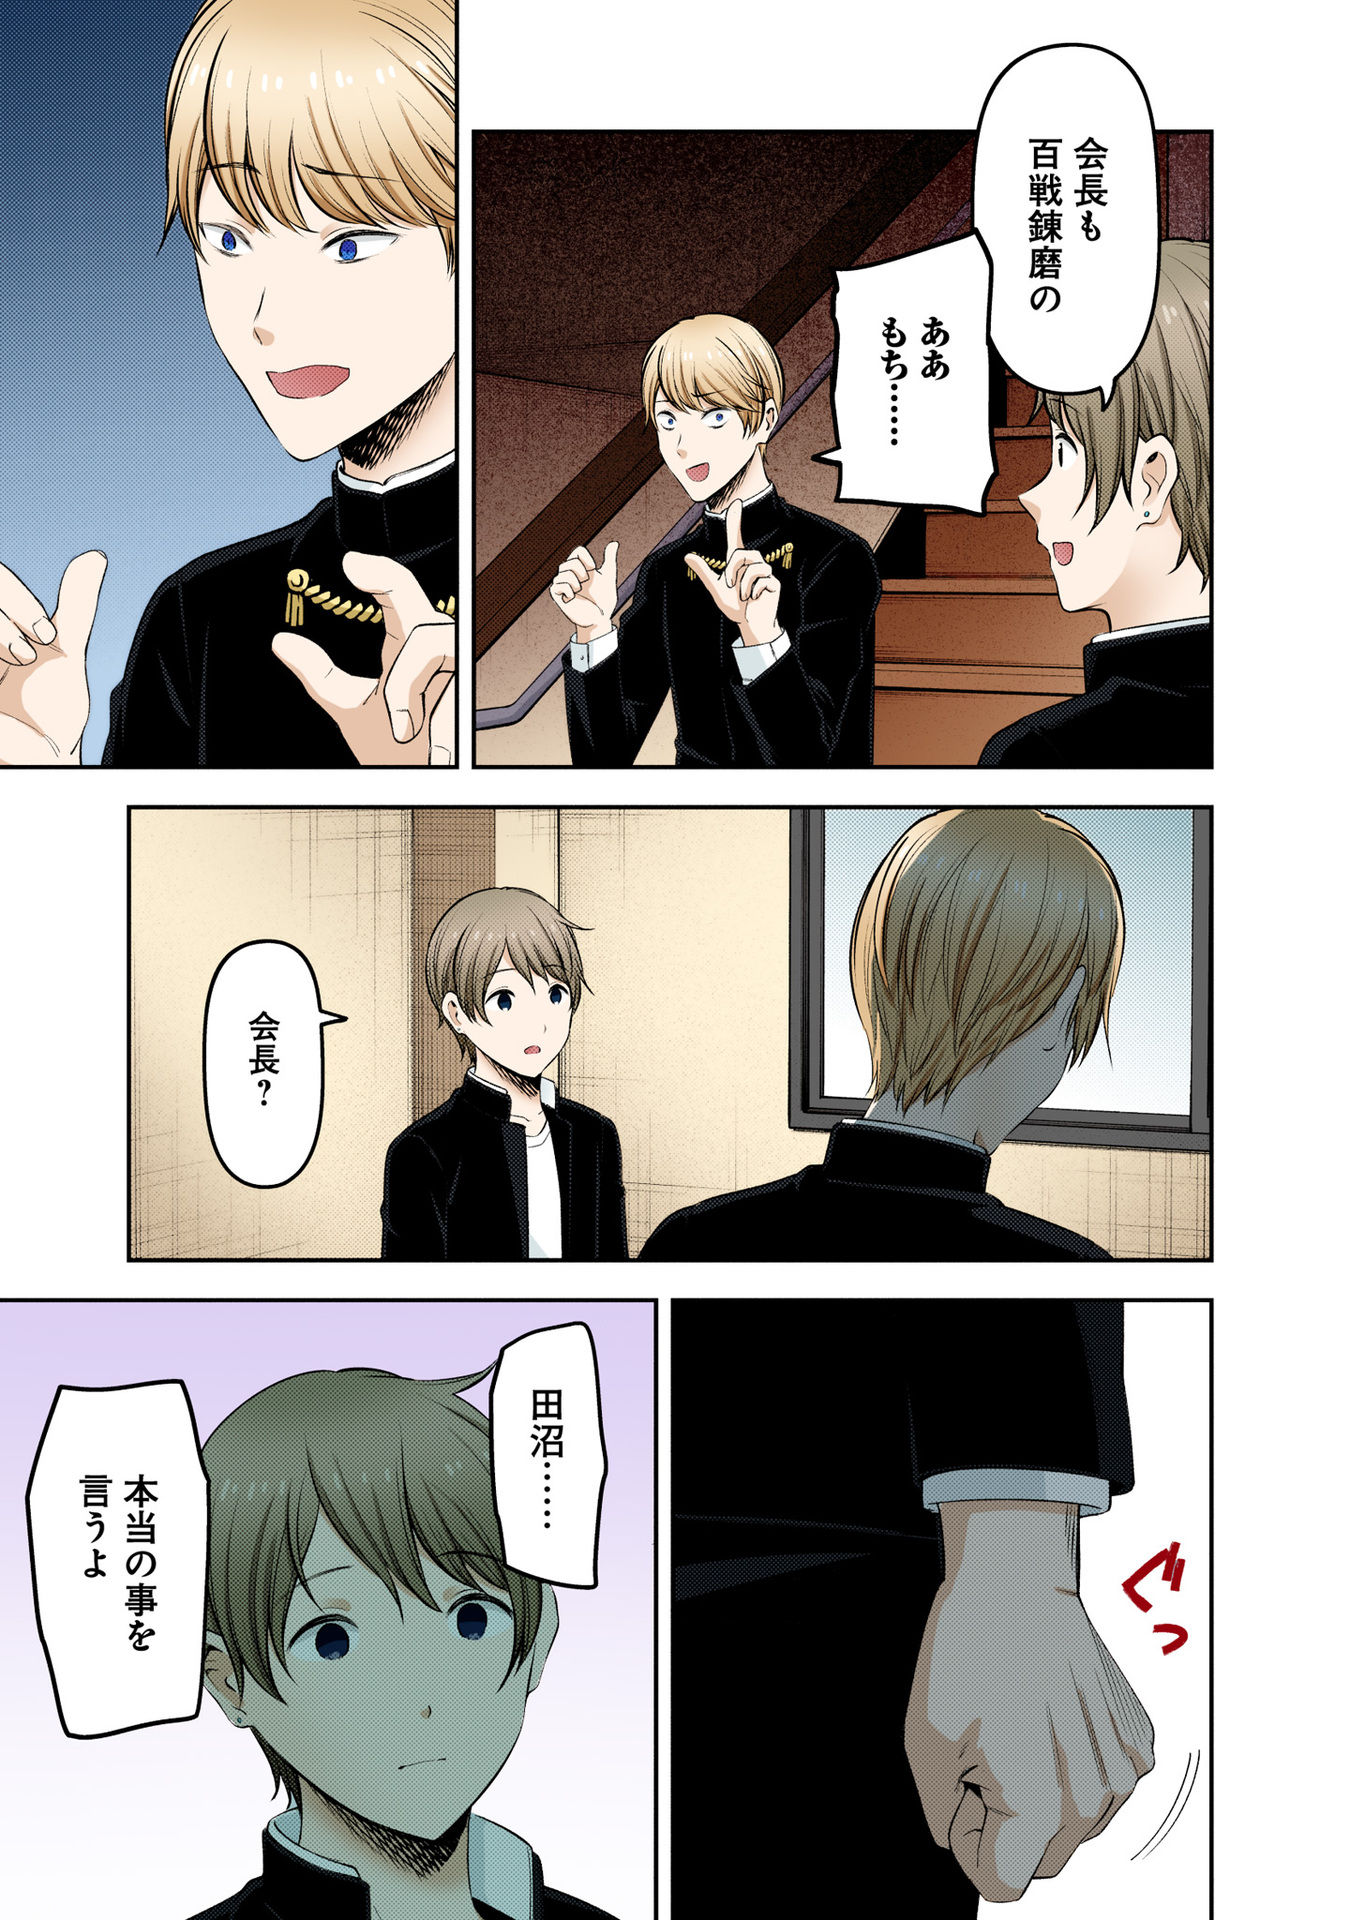 会長も
百戦錬磨の
ああ
もち……
会長?
ぐっ
田沼……
本当の事を
言うよ